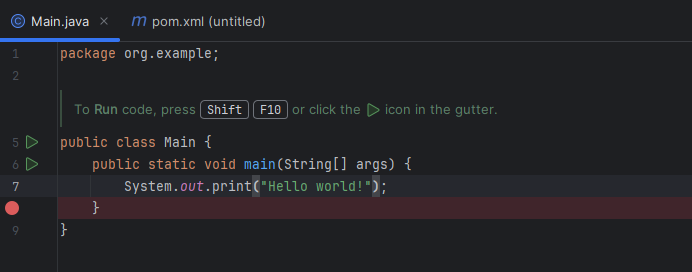 Main.java
pom.xml (untitled)
1 package org.example;
2
To Run code, press Shift F10 or click the icon in the gutter.
5 public class Main {
6 public static void main(String[] args) {
7 System.out.print("Hello world!");
}
9 }